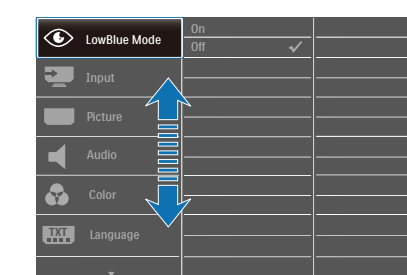 LowBlue Mode
On
Off
Input
Picture
Audio
Color
TXT
Language